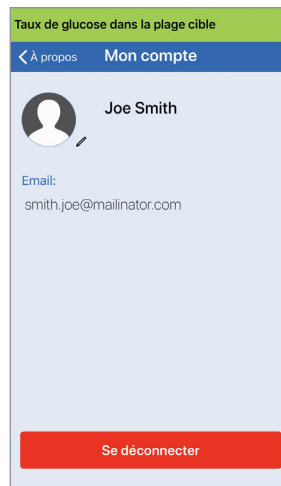 Taux de glucose dans la plage cible
À propos Mon compte
Joe Smith
Email:
smith.joe@mailinator.com
Se déconnecter